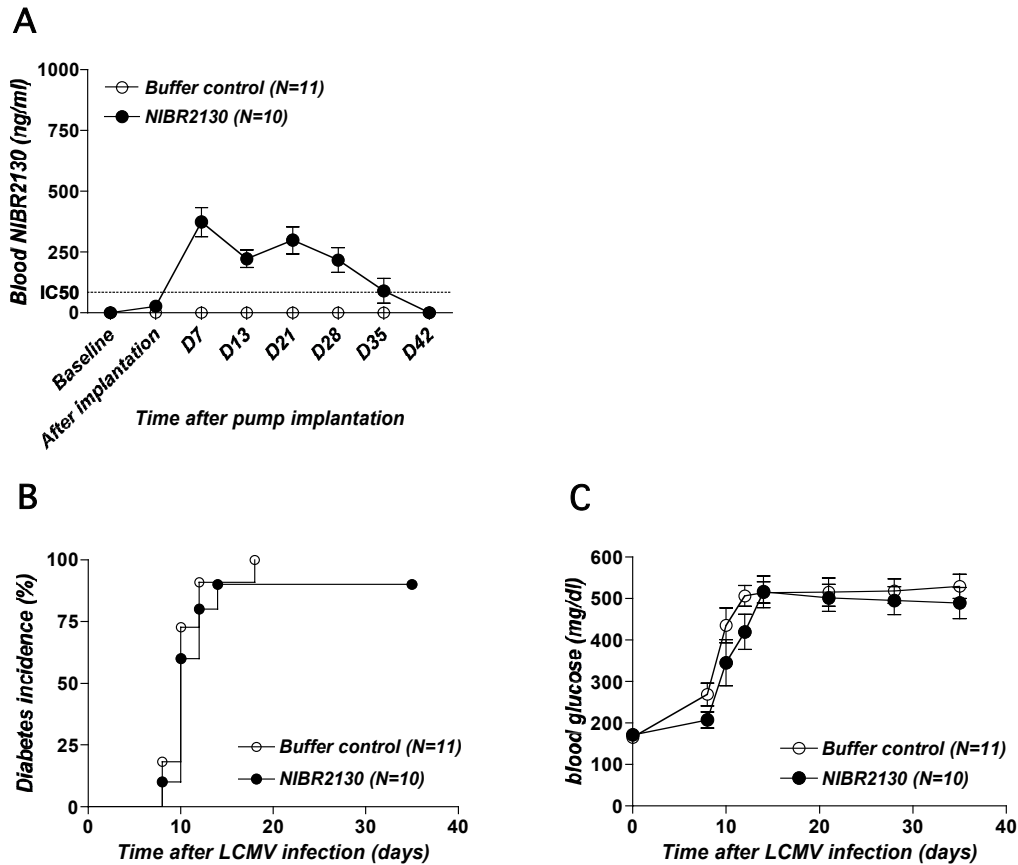 A
1000
750
500
250
IC50
0
Blood NIBR2130 (ng/ml)
Buffer control (N=11)
NIBR2130 (N=10)
Baseline
After implantation
D7
D13
D21
D28
D35
D42
Time after pump implantation
B
100
75
50
25
0
Diabetes incidence (%)
Buffer control (N=11)
NIBR2130 (N=10)
0
10
20
30
40
Time after LCMV infection (days)
C
600
500
400
300
200
100
0
blood glucose (mg/dl)
Buffer control (N=11)
NIBR2130 (N=10)
0
10
20
30
40
Time after LCMV infection (days)